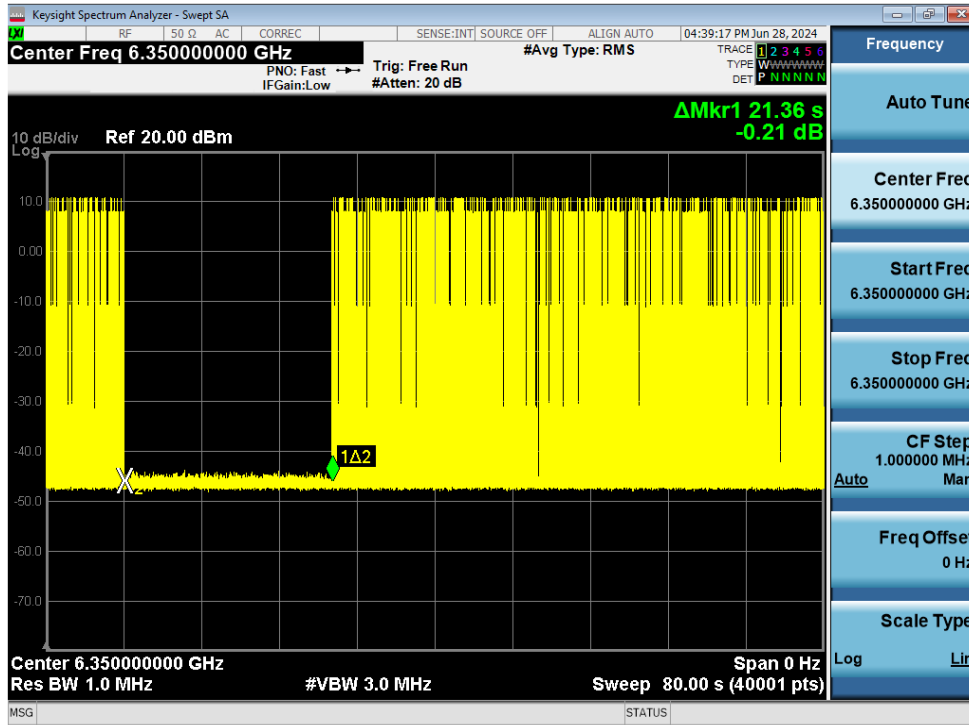 Keysight Spectrum Analyzer - Swept SA
LXI RF 50 Ω AC CORREC SENSE:INT SOURCE OFF ALIGN AUTO 04:39:17 PM Jun 28, 2024
Center Freq 6.350000000 GHz
PNO: Fast
IFGain:Low
Trig: Free Run
#Atten: 20 dB
#Avg Type: RMS
TRACE 1 2 3 4 5 6
TYPE WWWWWW
DET P N N N N N
ΔMkr1 21.36 s
-0.21 dB
10 dB/div Ref 20.00 dBm
Log
10.0
0.00
-10.0
-20.0
-30.0
-40.0
-50.0
-60.0
-70.0
X2
1Δ2
Center 6.350000000 GHz Span 0 Hz
Res BW 1.0 MHz #VBW 3.0 MHz Sweep 80.00 s (40001 pts)
MSG STATUS
Frequency
Auto Tune
Center Freq
6.350000000 GHz
Start Freq
6.350000000 GHz
Stop Freq
6.350000000 GHz
CF Step
1.000000 MHz
Auto Man
Freq Offset
0 Hz
Scale Type
Log Lin